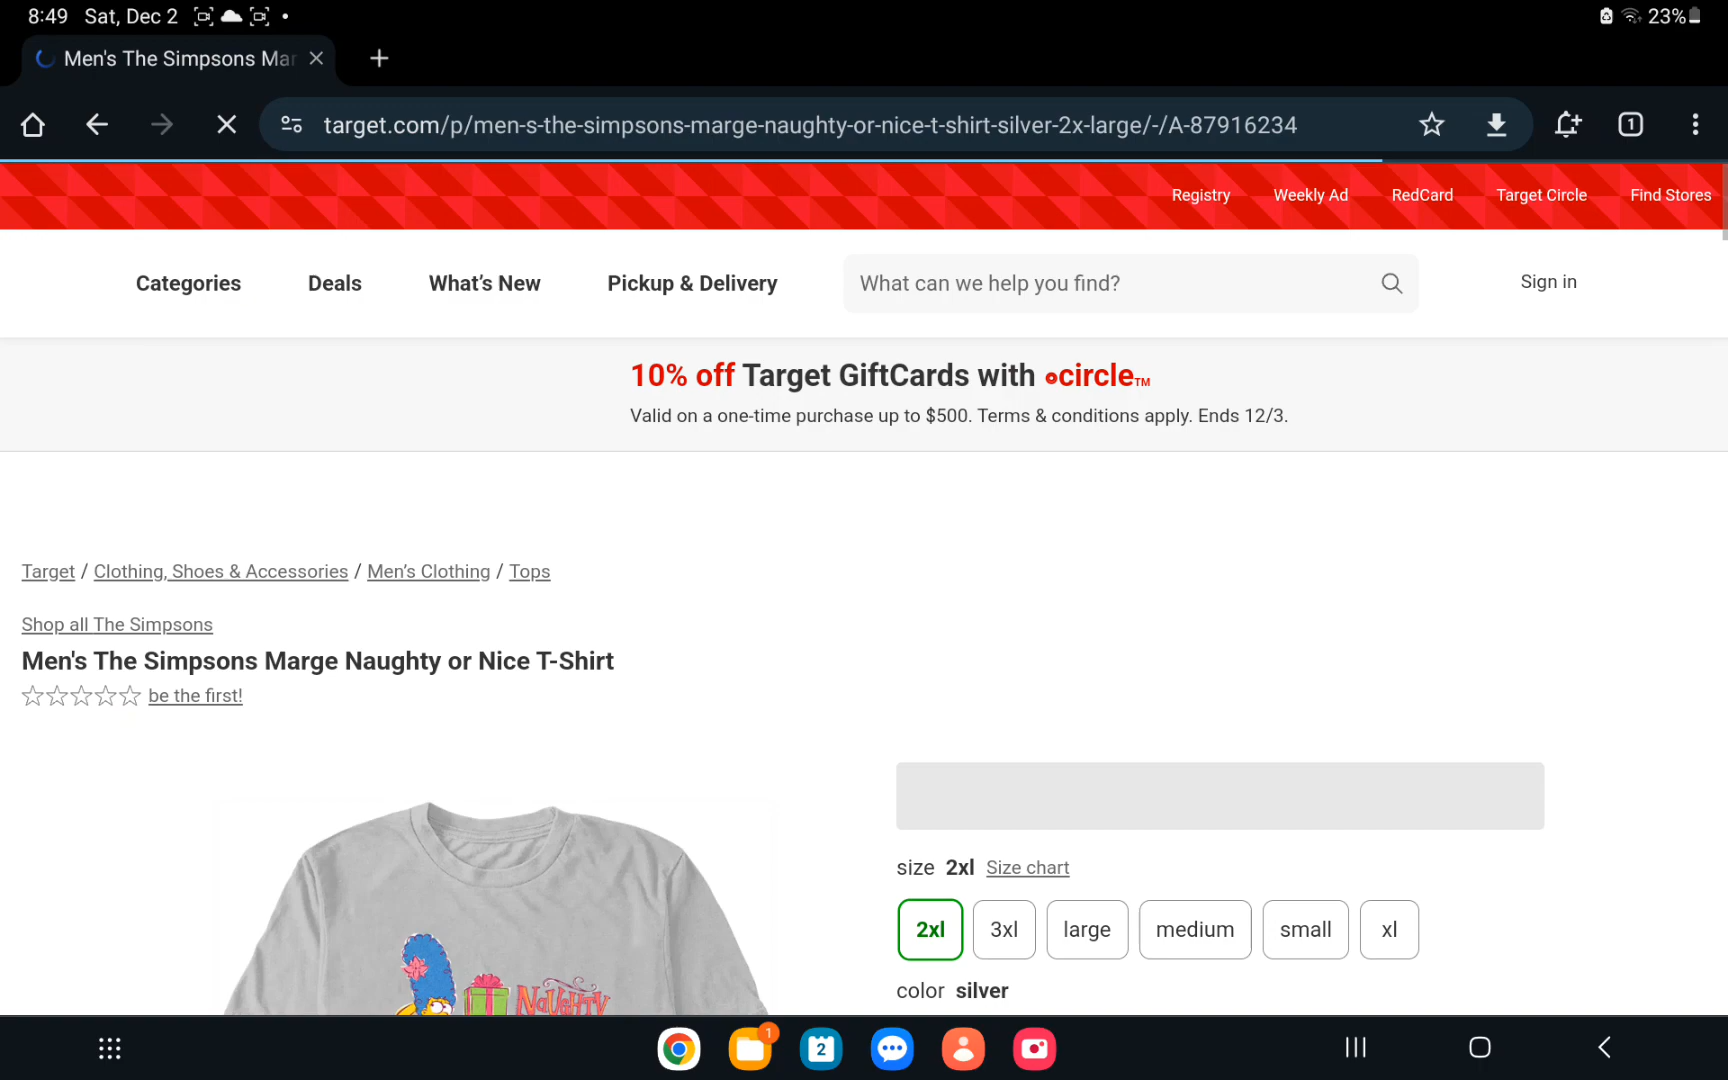 8:49 Sat, Dec 2
23%
Men's The Simpsons Mar
target.com/p/men-s-the-simpsons-marge-naughty-or-nice-t-shirt-silver-2x-large/-/A-87916234
1
Registry Weekly Ad RedCard Target Circle Find Stores
Categories Deals What's New Pickup & Delivery What can we help you find? Sign in
10% off Target GiftCards with circle TM
Valid on a one-time purchase up to $500. Terms & conditions apply. Ends 12/3.
Target / Clothing, Shoes & Accessories / Men's Clothing / Tops
Shop all The Simpsons
Men's The Simpsons Marge Naughty or Nice T-Shirt
be the first!
size 2xl Size chart
2xl 3xl large medium small xl
color silver
NAUGHTY
1
2